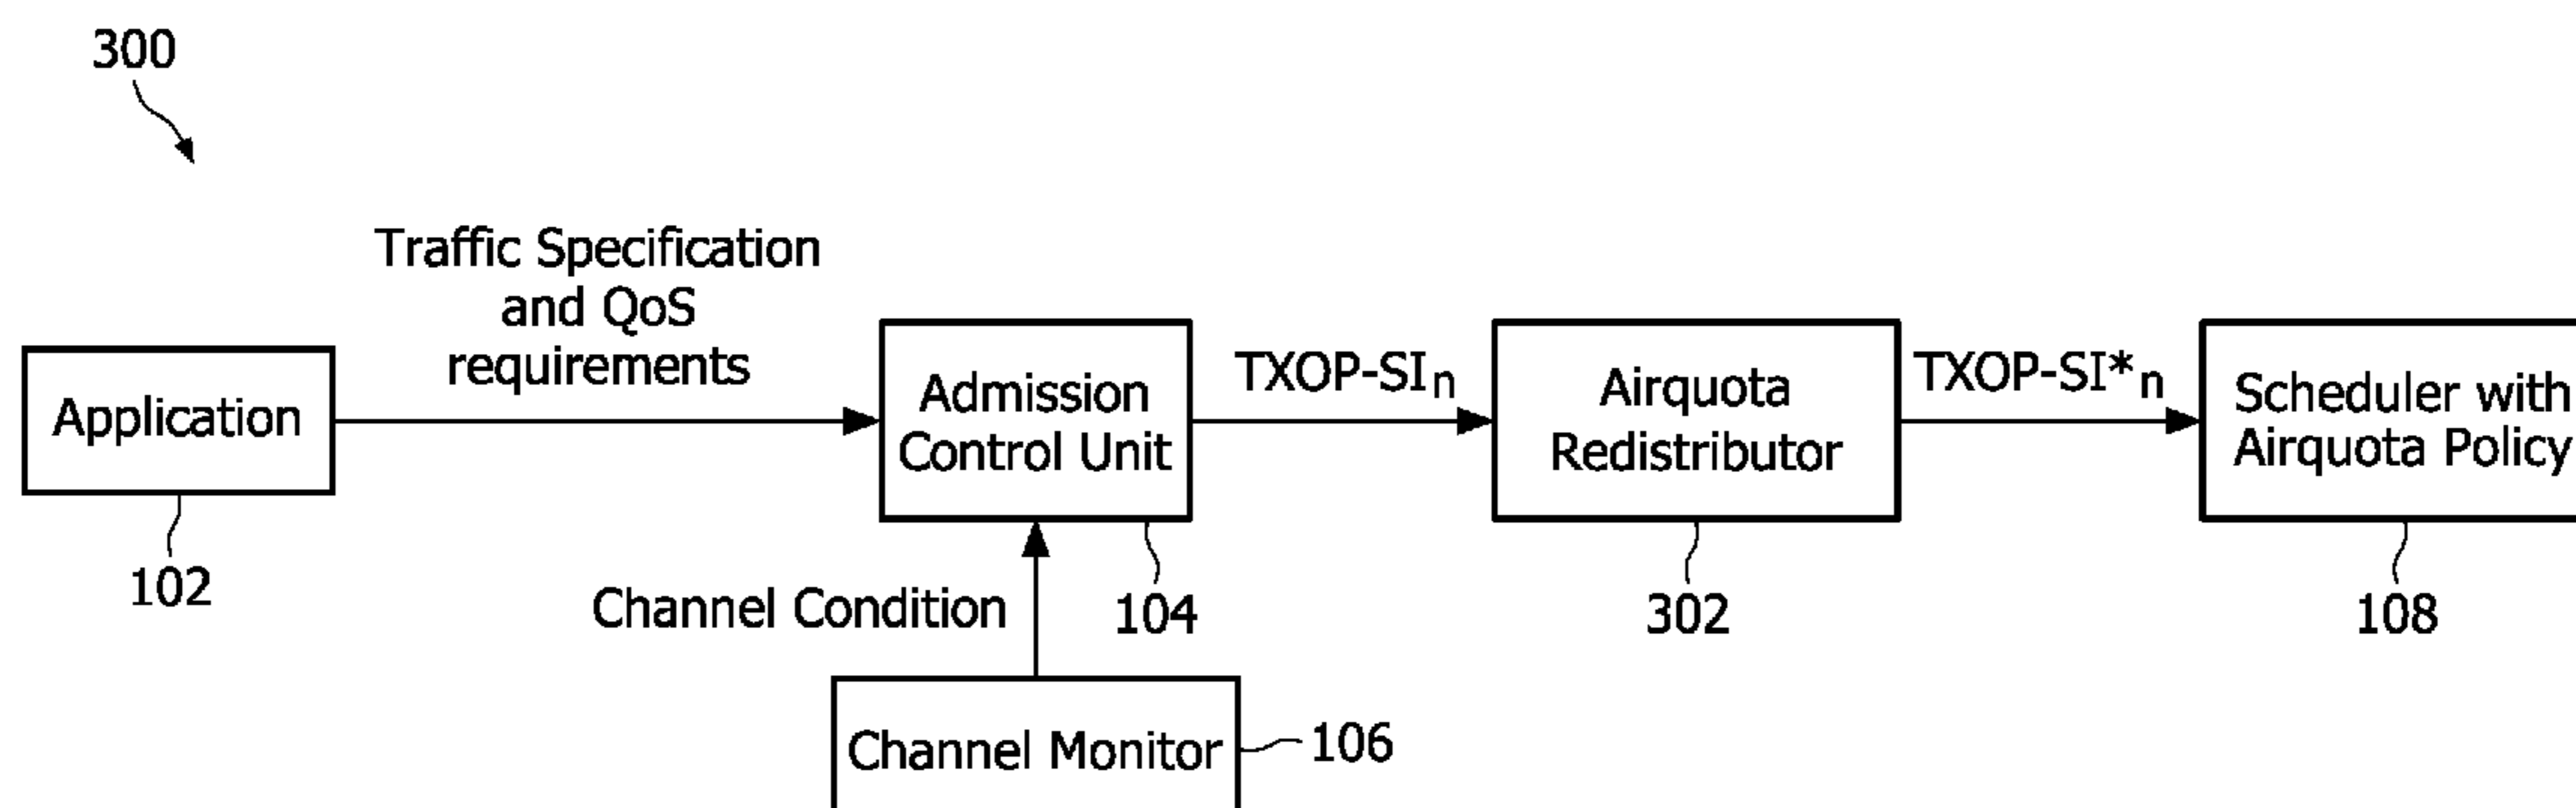 300
Traffic Specification
and QoS
requirements
Application
102
Admission
Control Unit
104
Channel Condition
Channel Monitor
106
TXOP-SIn
Airquota
Redistributor
302
TXOP-SI*n
Scheduler with
Airquota Policy
108